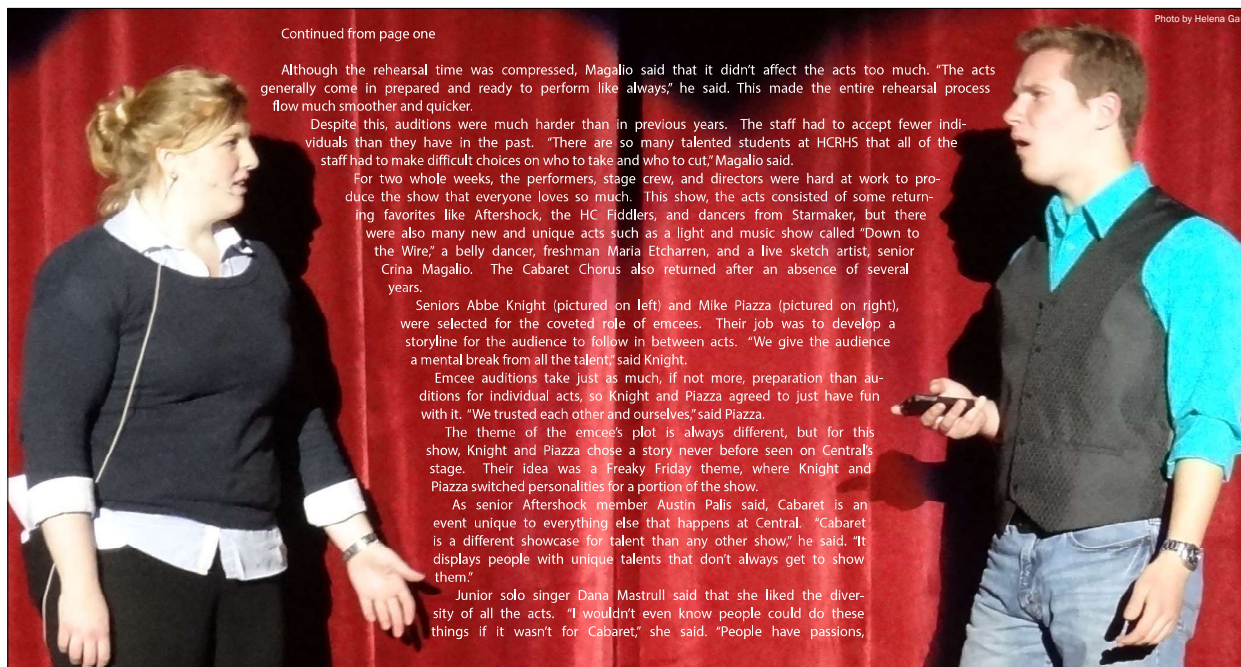 Photo by Helena Ga
Continued from page one
Although the rehearsal time was compressed, Magalio said that it didn't affect the acts too much. “The acts
generally come in prepared and ready to perform like always,” he said. This made the entire rehearsal process
flow much smoother and quicker.
Despite this, auditions were much harder than in previous years. The staff had to accept fewer indi-
viduals than they have in the past. “There are so many talented students at HCRHS that all of the
staff had to make difficult choices on who to take and who to cut,” Magalio said.
For two whole weeks, the performers, stage crew, and directors were hard at work to pro-
duce the show that everyone loves so much. This show, the acts consisted of some return-
ing favorites like Aftershock, the HC Fiddlers, and dancers from Starmaker, but there
were also many new and unique acts such as a light and music show called “Down to
the Wire,” a belly dancer, freshman Maria Etcharren, and a live sketch artist, senior
Crina Magalio. The Cabaret Chorus also returned after an absence of several
years.
Seniors Abbe Knight (pictured on left) and Mike Piazza (pictured on right),
were selected for the coveted role of emcees. Their job was to develop a
storyline for the audience to follow in between acts. “We give the audience
a mental break from all the talent,” said Knight.
Emcee auditions take just as much, if not more, preparation than au-
ditions for individual acts, so Knight and Piazza agreed to just have fun
with it. “We trusted each other and ourselves,” said Piazza.
The theme of the emcee's plot is always different, but for this
show, Knight and Piazza chose a story never before seen on Central's
stage. Their idea was a Freaky Friday theme, where Knight and
Piazza switched personalities for a portion of the show.
As senior Aftershock member Austin Palis said, Cabaret is an
event unique to everything else that happens at Central. “Cabaret
is a different showcase for talent than any other show,” he said. “It
displays people with unique talents that don't always get to show
them.”
Junior solo singer Dana Mastrull said that she liked the diver-
sity of all the acts. “I wouldn't even know people could do these
things if it wasn't for Cabaret,” she said. “People have passions,